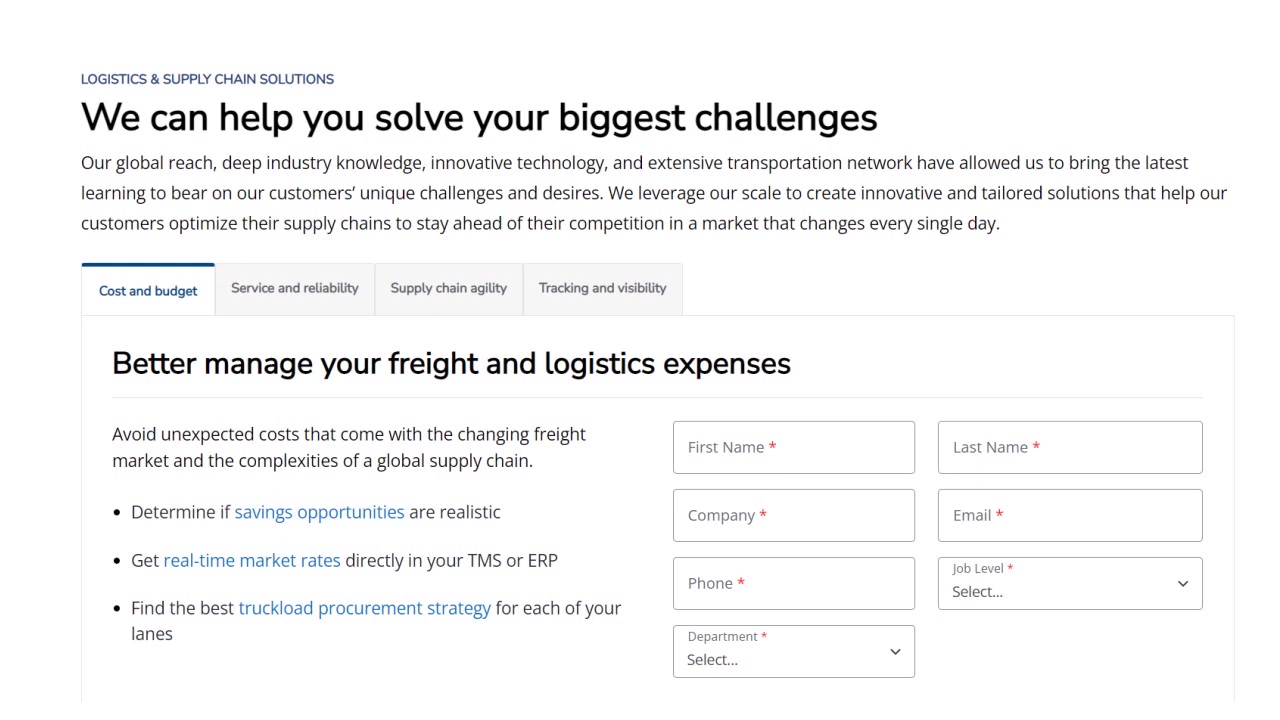 LOGISTICS & SUPPLY CHAIN SOLUTIONS
We can help you solve your biggest challenges
Our global reach, deep industry knowledge, innovative technology, and extensive transportation network have allowed us to bring the latest
learning to bear on our customers’ unique challenges and desires. We leverage our scale to create innovative and tailored solutions that help our
customers optimize their supply chains to stay ahead of their competition in a market that changes every single day.
Cost and budget
Service and reliability
Supply chain agility
Tracking and visibility
Better manage your freight and logistics expenses
Avoid unexpected costs that come with the changing freight
market and the complexities of a global supply chain.
• Determine if savings opportunities are realistic
• Get real-time market rates directly in your TMS or ERP
• Find the best truckload procurement strategy for each of your
lanes
First Name *
Last Name *
Company *
Email *
Phone *
Job Level *
Select...
Department *
Select...